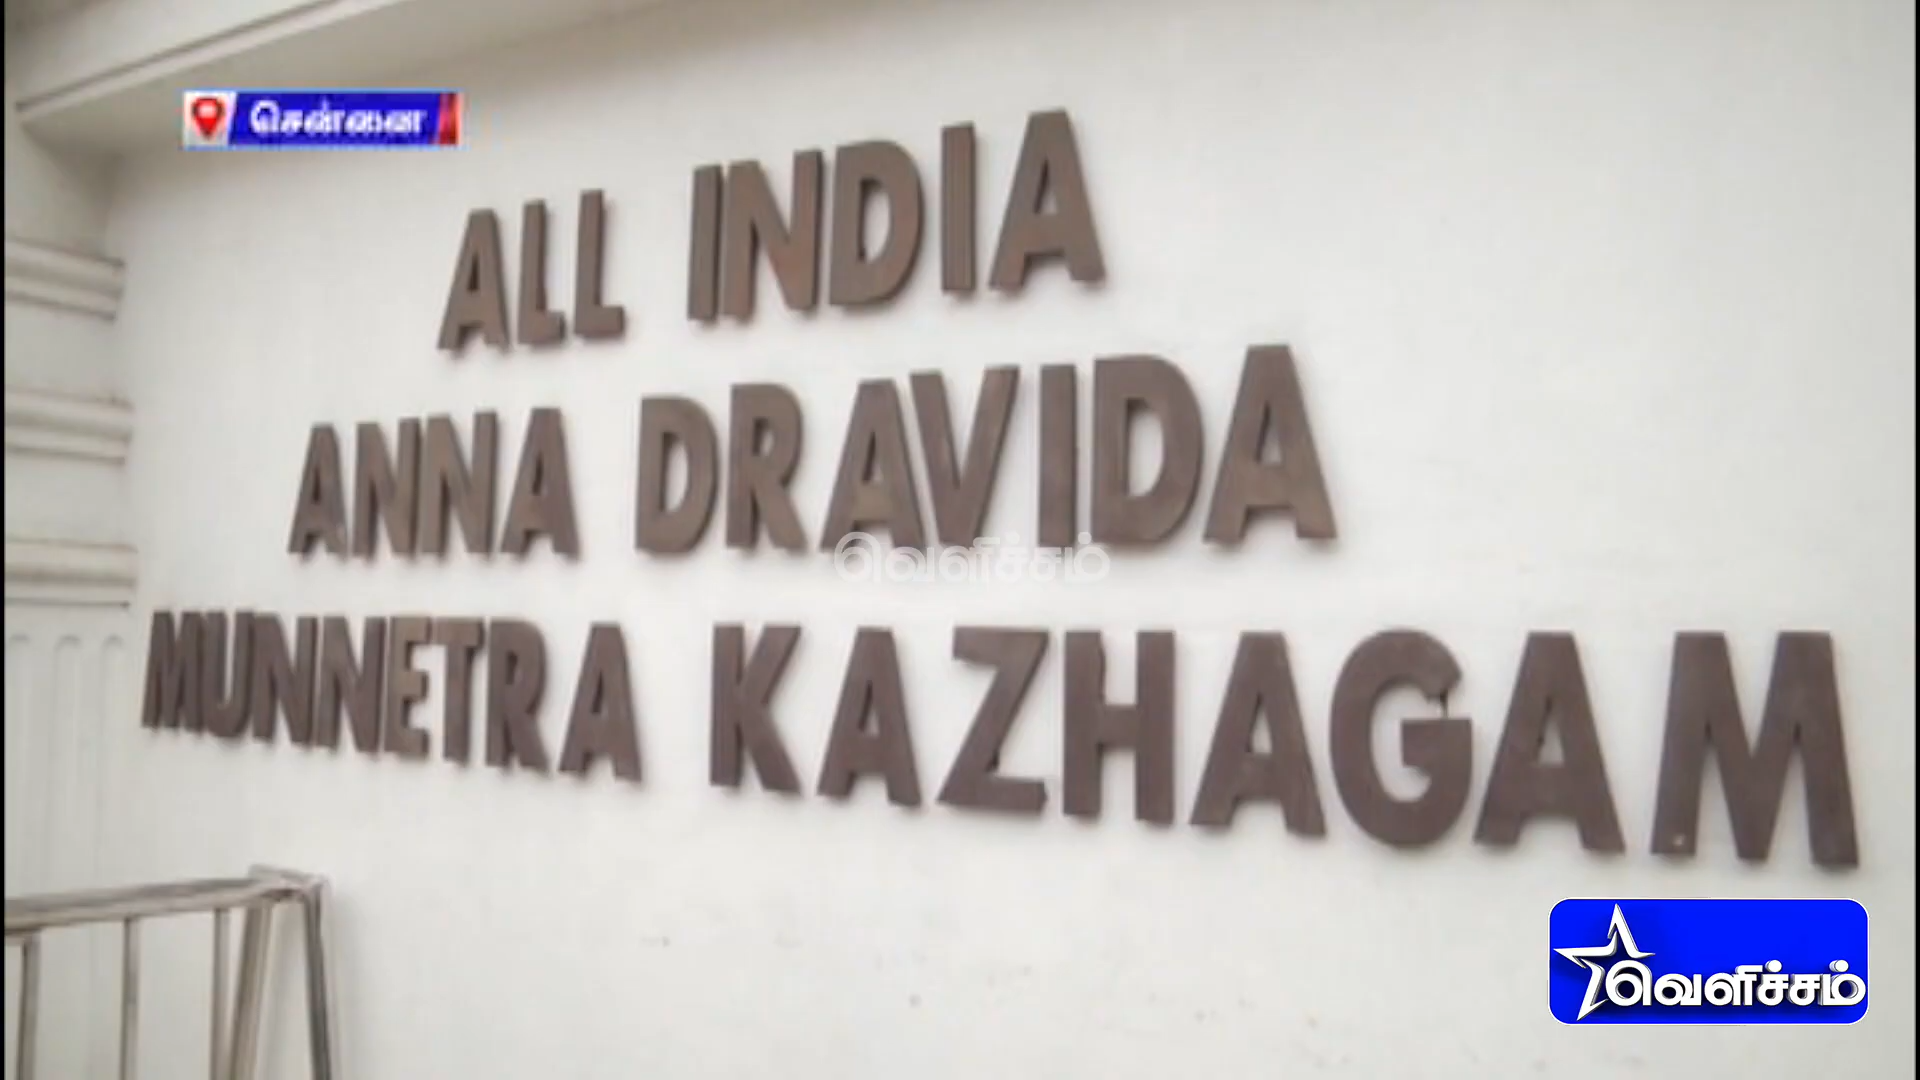 சென்னை
ALL INDIA
ANNA DRAVIDA
வெளிச்சம்
MUNNETRA KAZHAGAM
வெளிச்சம்